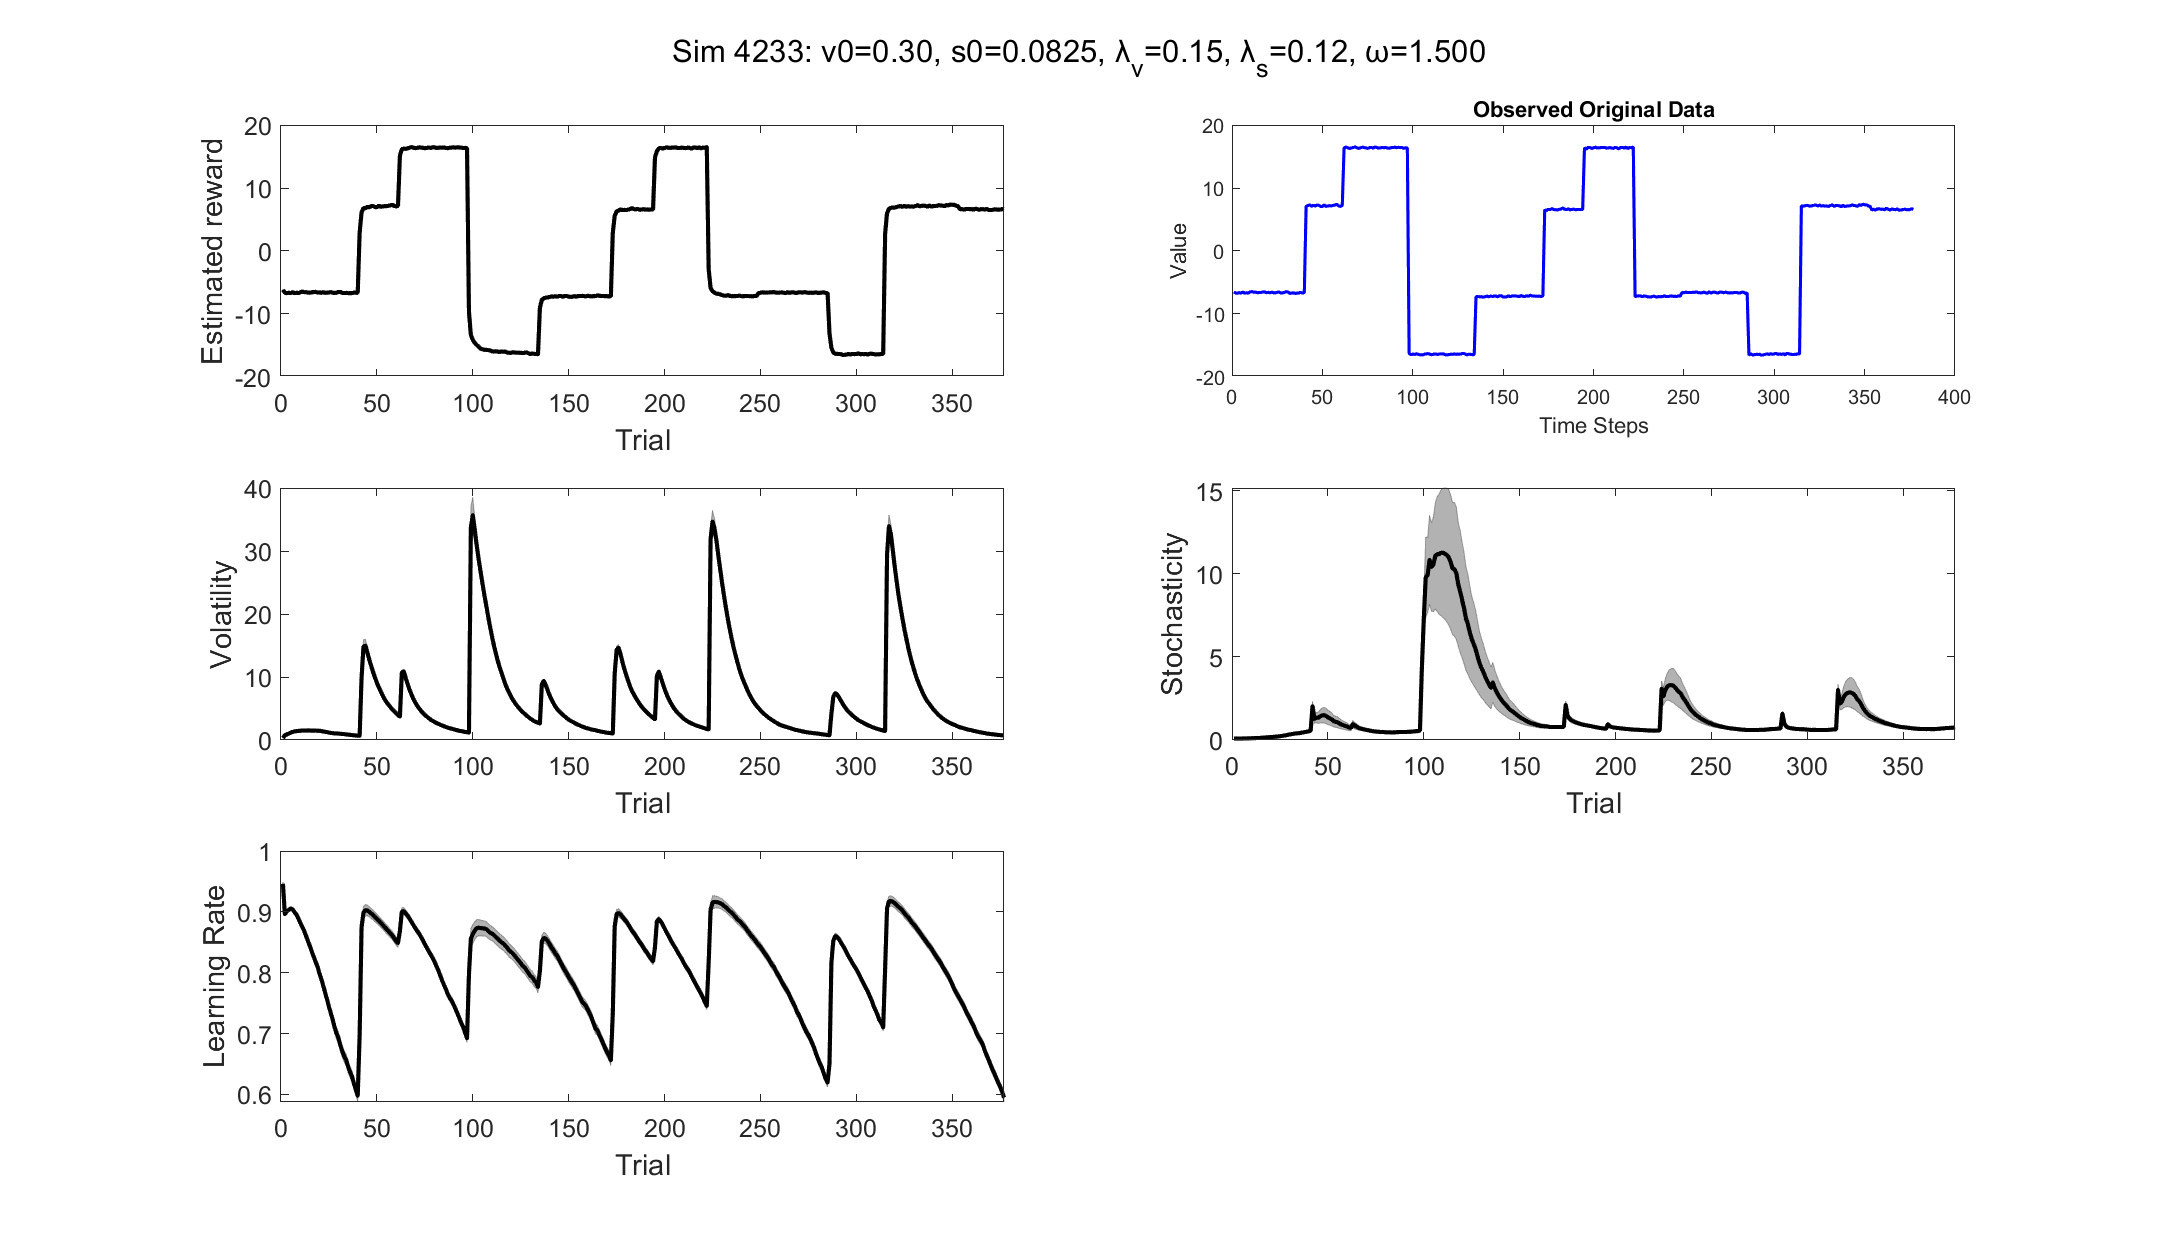 Sim 4233: v0=0.30, s0=0.0825, λ_v=0.15, λ_s=0.12, ω=1.500
20
10
0
-10
-20
Estimated reward
0 50 100 150 200 250 300 350
Trial
Observed Original Data
20
10
0
-10
-20
Value
0 50 100 150 200 250 300 350 400
Time Steps
40
30
20
10
0
Volatility
0 50 100 150 200 250 300 350
Trial
15
10
5
0
Stochasticity
0 50 100 150 200 250 300 350
Trial
1
0.9
0.8
0.7
0.6
Learning Rate
0 50 100 150 200 250 300 350
Trial